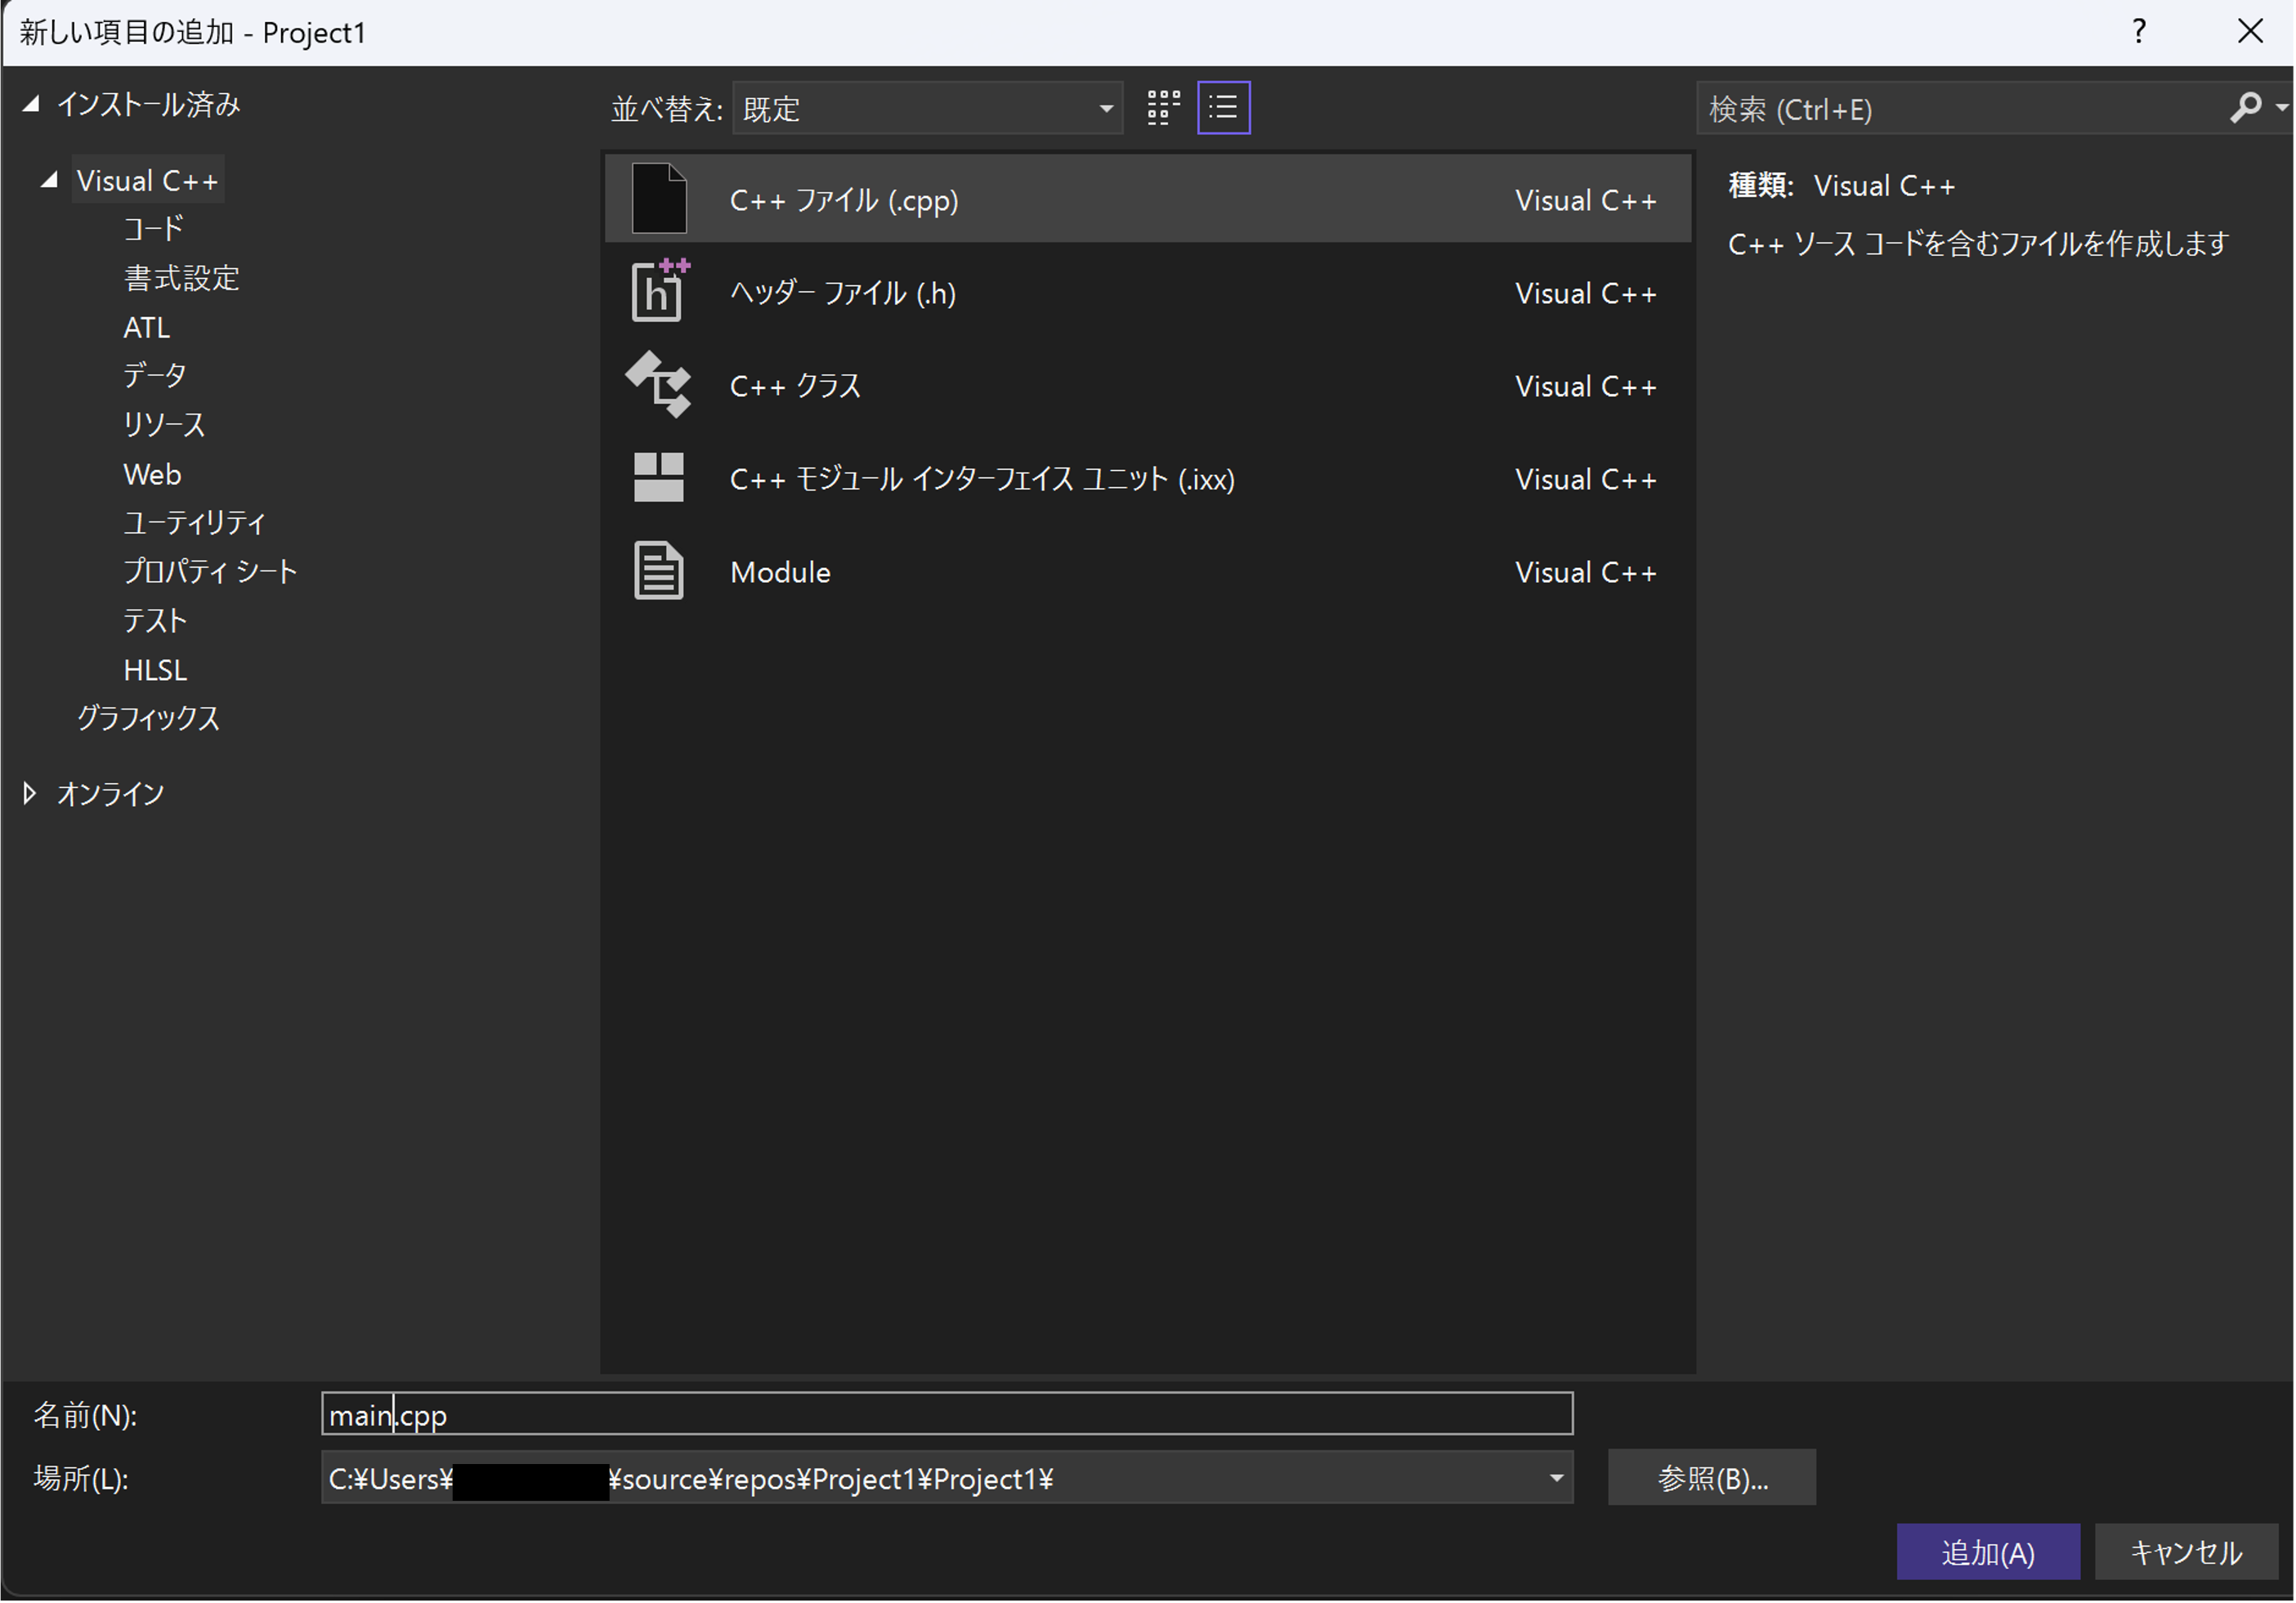 新しい項目の追加 - Project1
?
インストール済み
Visual C++
コード
書式設定
ATL
データ
リソース
Web
ユーティリティ
プロパティ シート
テスト
HLSL
グラフィックス
オンライン
並べ替え: 既定
C++ ファイル (.cpp) Visual C++
ヘッダー ファイル (.h) Visual C++
C++ クラス Visual C++
C++ モジュール インターフェイス ユニット (.ixx) Visual C++
Module Visual C++
検索 (Ctrl+E)
種類: Visual C++
C++ ソース コードを含むファイルを作成します
名前(N): main.cpp
場所(L): C:¥Users¥ ¥source¥repos¥Project1¥Project1¥
参照(B)...
追加(A) キャンセル